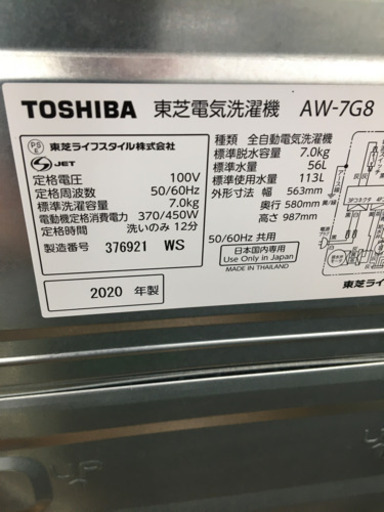 TOSHIBA 東芝電気洗濯機 AW-7G8
PS
E
東芝ライフスタイル株式会社
JET
定格電圧 100V
定格周波数 50/60Hz
標準洗濯容量 7.0kg
電動機定格消費電力 370/450W
定格時間 洗いのみ 12分
製造番号 376921 WS
2020 年製
種類 全自動電気洗濯機
標準脱水容量 7.0kg
標準水量 56L
標準使用水量 113L
外形寸法 幅 563mm
奥行 580mm
高さ 987mm
50/60Hz 共用
日本国内専用
Use Only in Japan
MADE IN THAILAND
東芝ライ
UP